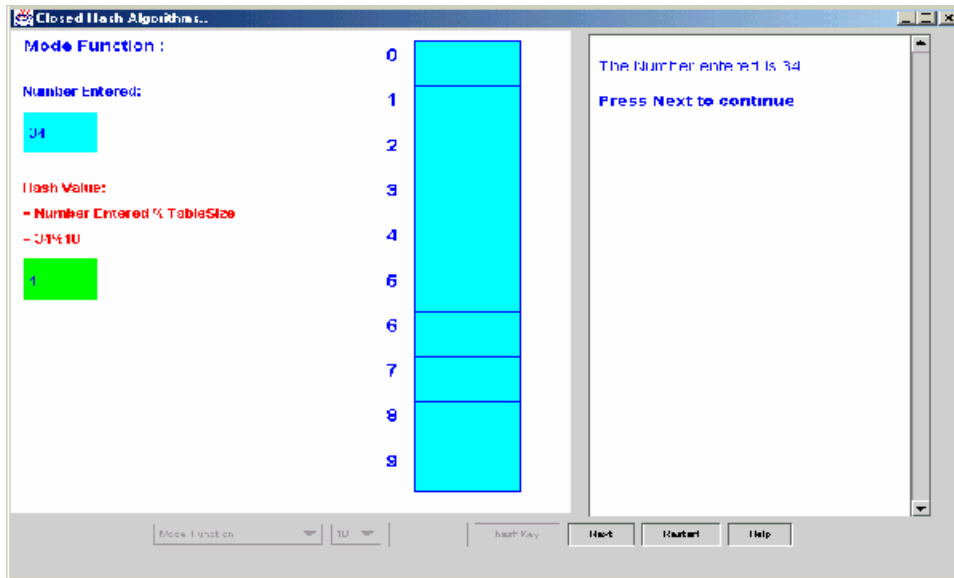 Closed Hash Algorithms..
Mode Function :
Number Entered:
34
Hash Value:
= Number Entered % TableSize
= 34%10
4
0
1
2
3
4
5
6
7
8
9
The Number entered is 34
Press Next to continue
Mode Function
10
Next Key
Next
Restart
Help